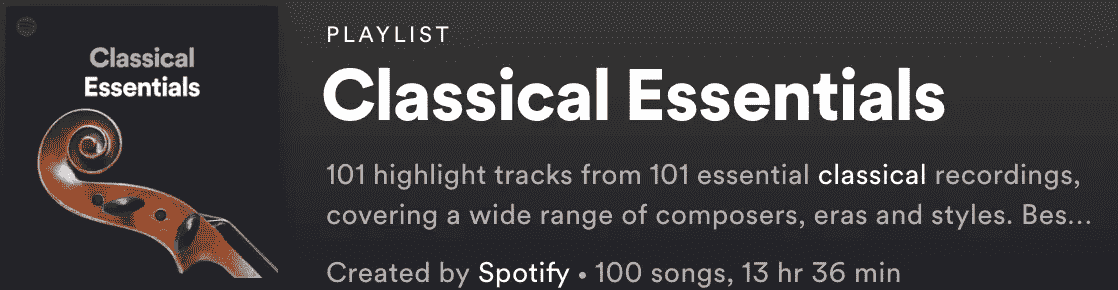 Classical
Essentials
PLAYLIST
Classical Essentials
101 highlight tracks from 101 essential classical recordings,
covering a wide range of composers, eras and styles. Bes...
Created by Spotify • 100 songs, 13 hr 36 min